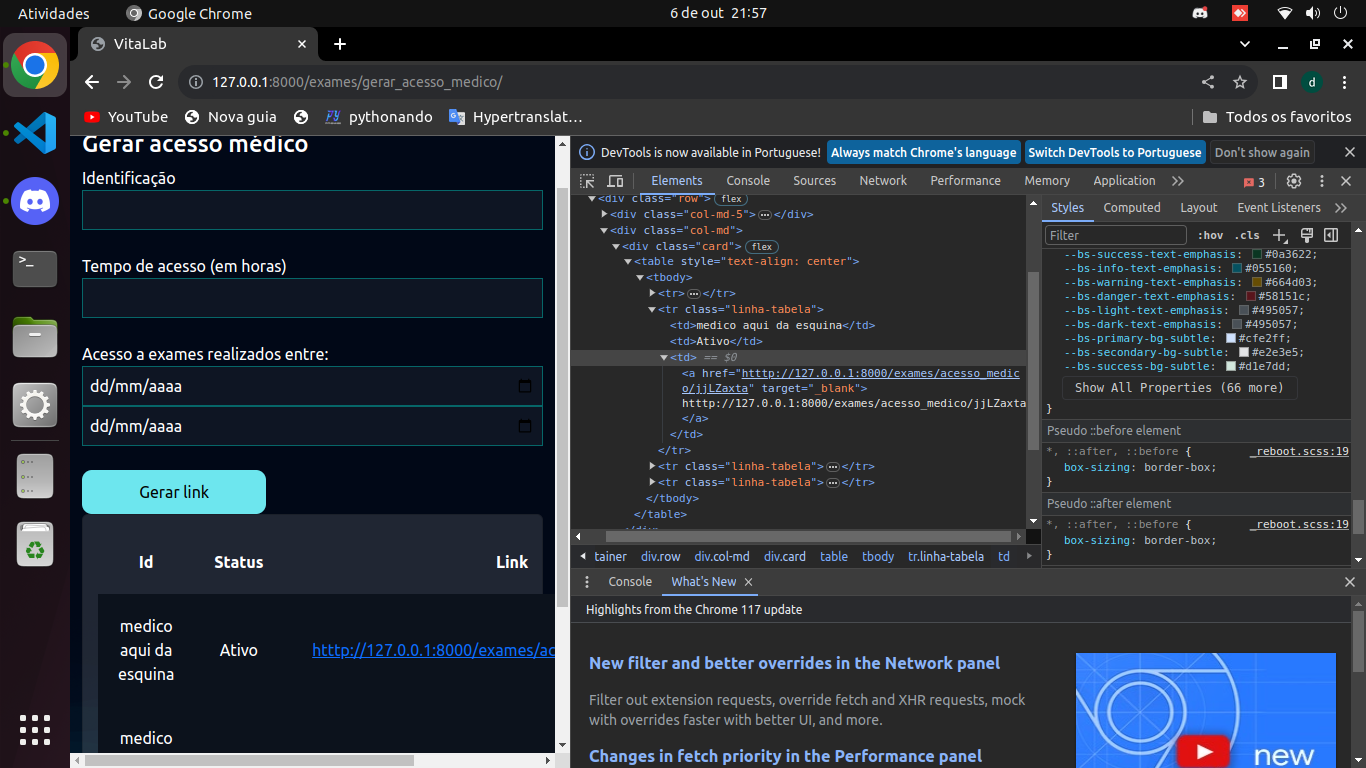 Atividades
Google Chrome
6 de out 21:57
VitaLab
127.0.0.1:8000/exames/gerar_acesso_medico/
d
YouTube
Nova guia
pythonando
Hypertranslat…
Todos os favoritos
Gerar acesso médico
Identificação
Tempo de acesso (em horas)
Acesso a exames realizados entre:
dd/mm/aaaa
dd/mm/aaaa
Gerar link
Id Status Link
medico
aqui da
esquina
Ativo
htttp://127.0.0.1:8000/exames/ac
medico
DevTools is now available in Portuguese!
Always match Chrome's language
Switch DevTools to Portuguese
Don't show again
Elements Console Sources Network Performance Memory Application 3
<div class="row"> flex
<div class="col-md-5"> … </div>
<div class="col-md">
<div class="card"> flex
<table style="text-align: center">
<tbody>
<tr> … </tr>
<tr class="linha-tabela">
<td>medico aqui da esquina</td>
<td>Ativo</td>
<td> == $0
<a href="htttp://127.0.0.1:8000/exames/acesso_medic
o/jjLZaxta" target="_blank">
htttp://127.0.0.1:8000/exames/acesso_medico/jjLZaxta
</a>
</td>
</tr>
<tr class="linha-tabela"> … </tr>
<tr class="linha-tabela"> … </tr>
</tbody>
</table>
tainer div.row div.col-md div.card table tbody tr.linha-tabela td
Styles Computed Layout Event Listeners
Filter
:hov .cls
--bs-success-text-emphasis: #0a3622;
--bs-info-text-emphasis: #055160;
--bs-warning-text-emphasis: #664d03;
--bs-danger-text-emphasis: #58151c;
--bs-light-text-emphasis: #495057;
--bs-dark-text-emphasis: #495057;
--bs-primary-bg-subtle: #cfe2ff;
--bs-secondary-bg-subtle: #e2e3e5;
--bs-success-bg-subtle: #d1e7dd;
Show All Properties (66 more)
}
Pseudo ::before element
*, ::after, ::before { _reboot.scss:19
box-sizing: border-box;
}
Pseudo ::after element
*, ::after, ::before { _reboot.scss:19
box-sizing: border-box;
}
Console What's New
Highlights from the Chrome 117 update
New filter and better overrides in the Network panel
Filter out extension requests, override fetch and XHR requests, mock
with overrides faster with better UI, and more.
Changes in fetch priority in the Performance panel
new